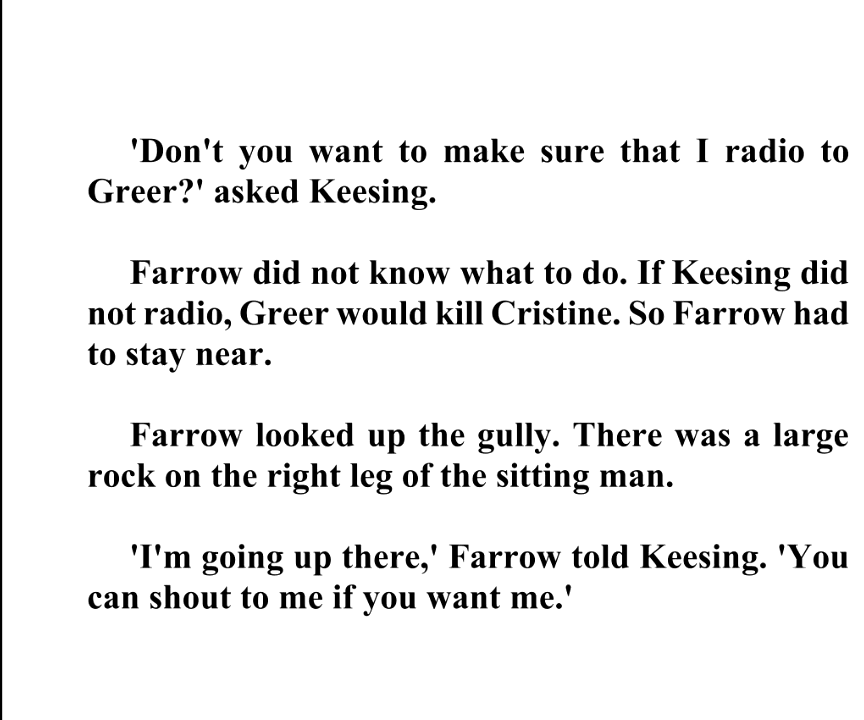 'Don't you want to make sure that I radio to
Greer?' asked Keesing.
Farrow did not know what to do. If Keesing did
not radio, Greer would kill Cristine. So Farrow had
to stay near.
Farrow looked up the gully. There was a large
rock on the right leg of the sitting man.
'I'm going up there,' Farrow told Keesing. 'You
can shout to me if you want me.'